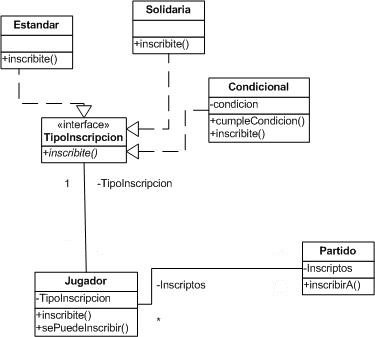 Estandar
+inscribite()
Solidaria
+inscribite()
Condicional
-condicion
+cumpleCondicion()
+inscribite()
«interface»
TipoInscripcion
+inscribite()
1
-TipoInscripcion
Jugador
-TipoInscripcion
+inscribite()
+sePuedeInscribir()
-Inscriptos
*
Partido
-Inscriptos
+inscribirA()